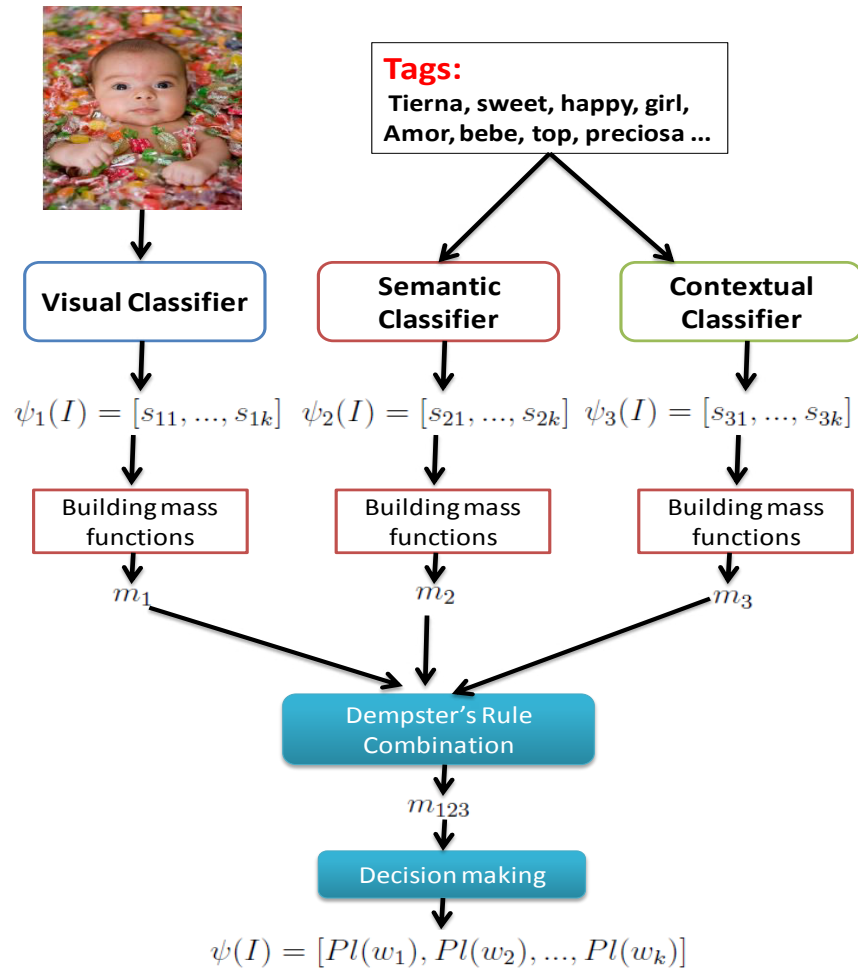 Tags:
Tierna, sweet, happy, girl,
Amor, bebe, top, preciosa ...
Visual Classifier
Semantic
Classifier
Contextual
Classifier
ψ₁(I) = [s₁₁, ..., s₁ₖ]
ψ₂(I) = [s₂₁, ..., s₂ₖ]
ψ₃(I) = [s₃₁, ..., s₃ₖ]
Building mass
functions
Building mass
functions
Building mass
functions
m₁
m₂
m₃
Dempster's Rule
Combination
m₁₂₃
Decision making
ψ(I) = [Pl(w₁), Pl(w₂), ..., Pl(wₖ)]